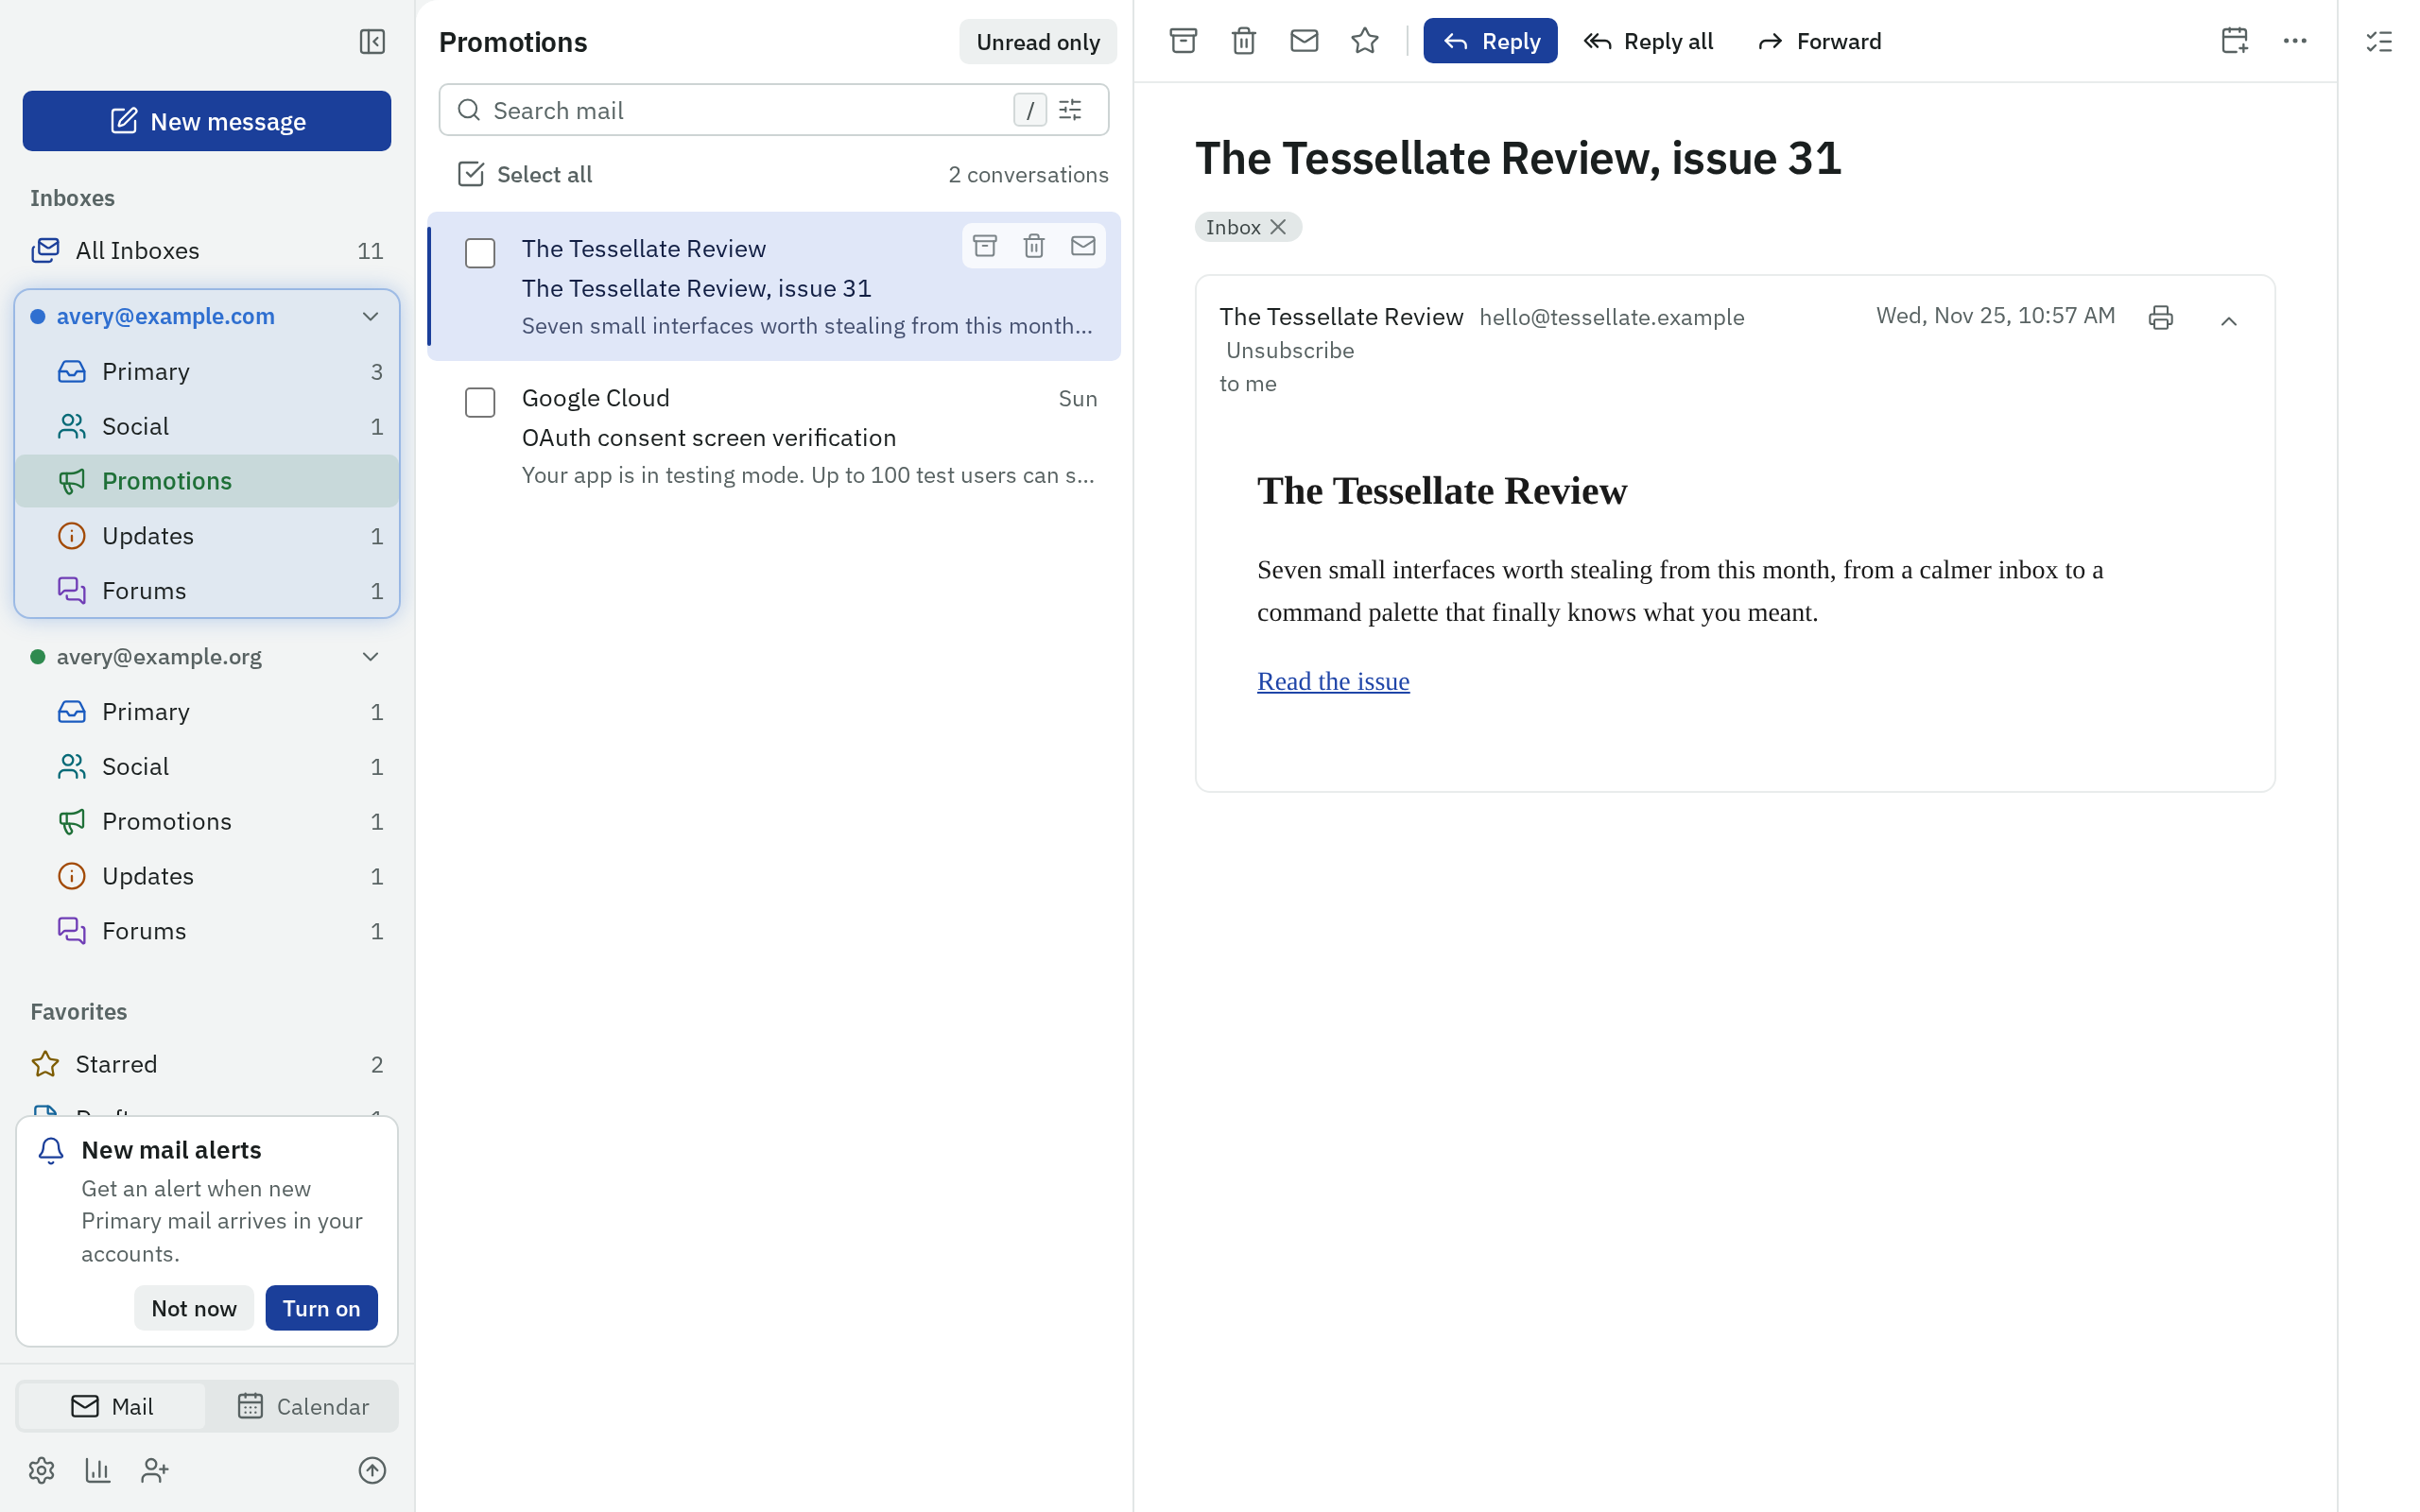 New message
Inboxes
All Inboxes 11
avery@example.com
Primary 3
Social 1
Promotions
Updates 1
Forums 1
avery@example.org
Primary 1
Social 1
Promotions 1
Updates 1
Forums 1
Favorites
Starred 2
New mail alerts
Get an alert when new
Primary mail arrives in your
accounts.
Not now Turn on
Mail Calendar
Promotions Unread only
Search mail /
Select all 2 conversations
The Tessellate Review
The Tessellate Review, issue 31
Seven small interfaces worth stealing from this month...
Google Cloud Sun
OAuth consent screen verification
Your app is in testing mode. Up to 100 test users can s...
Reply Reply all Forward
The Tessellate Review, issue 31
Inbox
The Tessellate Review hello@tessellate.example Wed, Nov 25, 10:57 AM
Unsubscribe
to me
The Tessellate Review
Seven small interfaces worth stealing from this month, from a calmer inbox to a
command palette that finally knows what you meant.
Read the issue